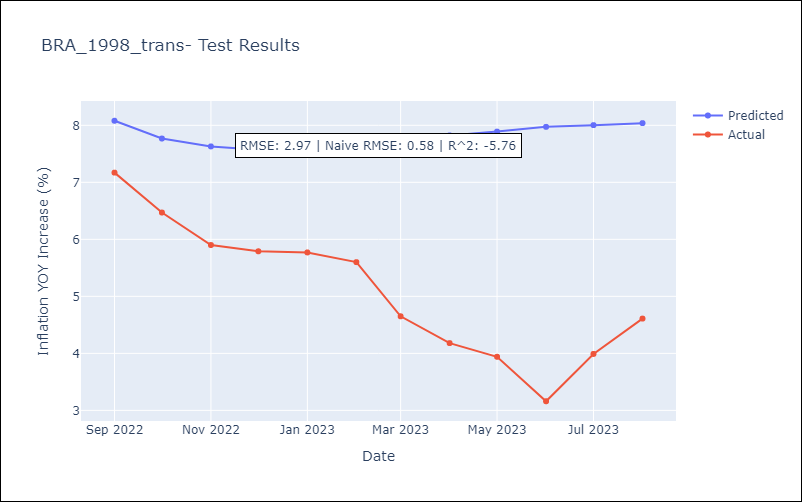 BRA_1998_trans- Test Results
Predicted
Actual
RMSE: 2.97 | Naive RMSE: 0.58 | R^2: -5.76
Inflation YOY Increase (%)
8
7
6
5
4
3
Sep 2022 Nov 2022 Jan 2023 Mar 2023 May 2023 Jul 2023
Date